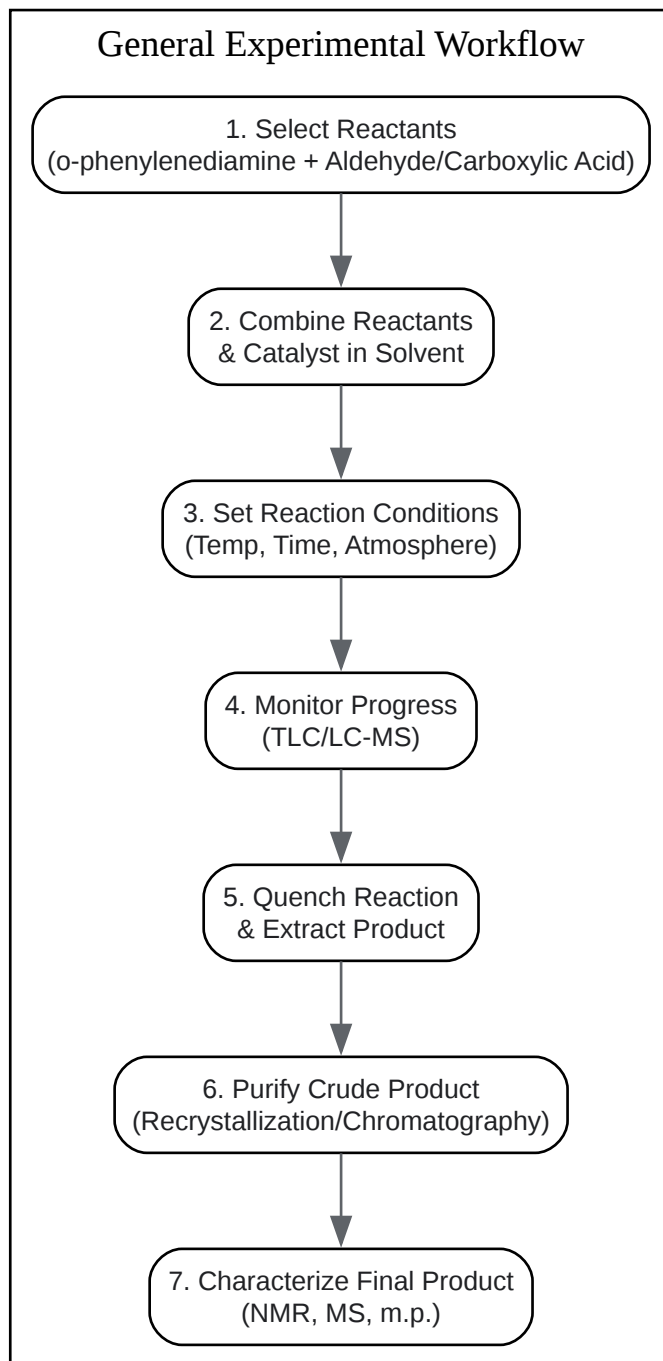 General Experimental Workflow
1. Select Reactants
(o-phenylenediamine + Aldehyde/Carboxylic Acid)
2. Combine Reactants
& Catalyst in Solvent
3. Set Reaction Conditions
(Temp, Time, Atmosphere)
4. Monitor Progress
(TLC/LC-MS)
5. Quench Reaction
& Extract Product
6. Purify Crude Product
(Recrystallization/Chromatography)
7. Characterize Final Product
(NMR, MS, m.p.)